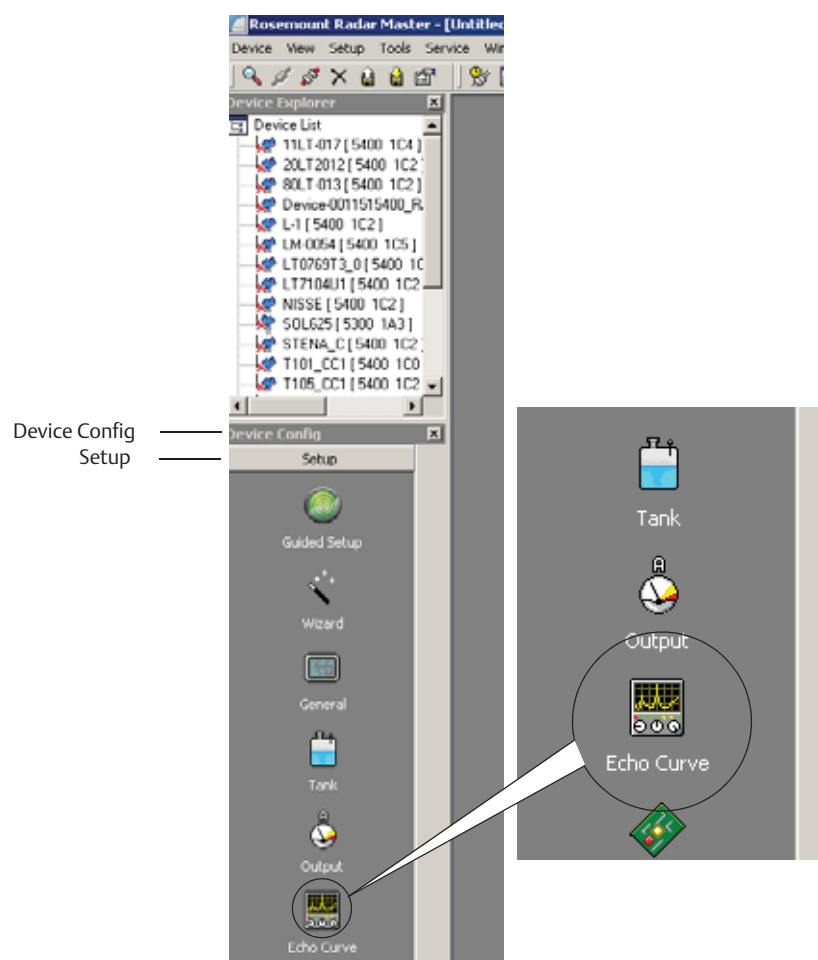 Rosemount Radar Master - [Untitled
Device View Setup Tools Service Wi
Device Explorer
Device List
11LT-017 [ 5400 1C4 ]
20LT2012 [ 5400 1C2
80LT-013 [ 5400 1C2 ]
Device-0011515400_R
L-1 [ 5400 1C2 ]
LM-0054 [ 5400 1C5 ]
LT0769T3_0 [ 5400 1C
LT7104U1 [ 5400 1C2
NISSE [ 5400 1C2 ]
SOL625 [ 5300 1A3 ]
STENA_C [ 5400 1C2
T101_CC1 [ 5400 1C0
T105_CC1 [ 5400 1C2
Device Config
Device Config
Setup
Setup
Guided Setup
Wizard
General
Tank
Output
Echo Curve
Tank
Output
Echo Curve